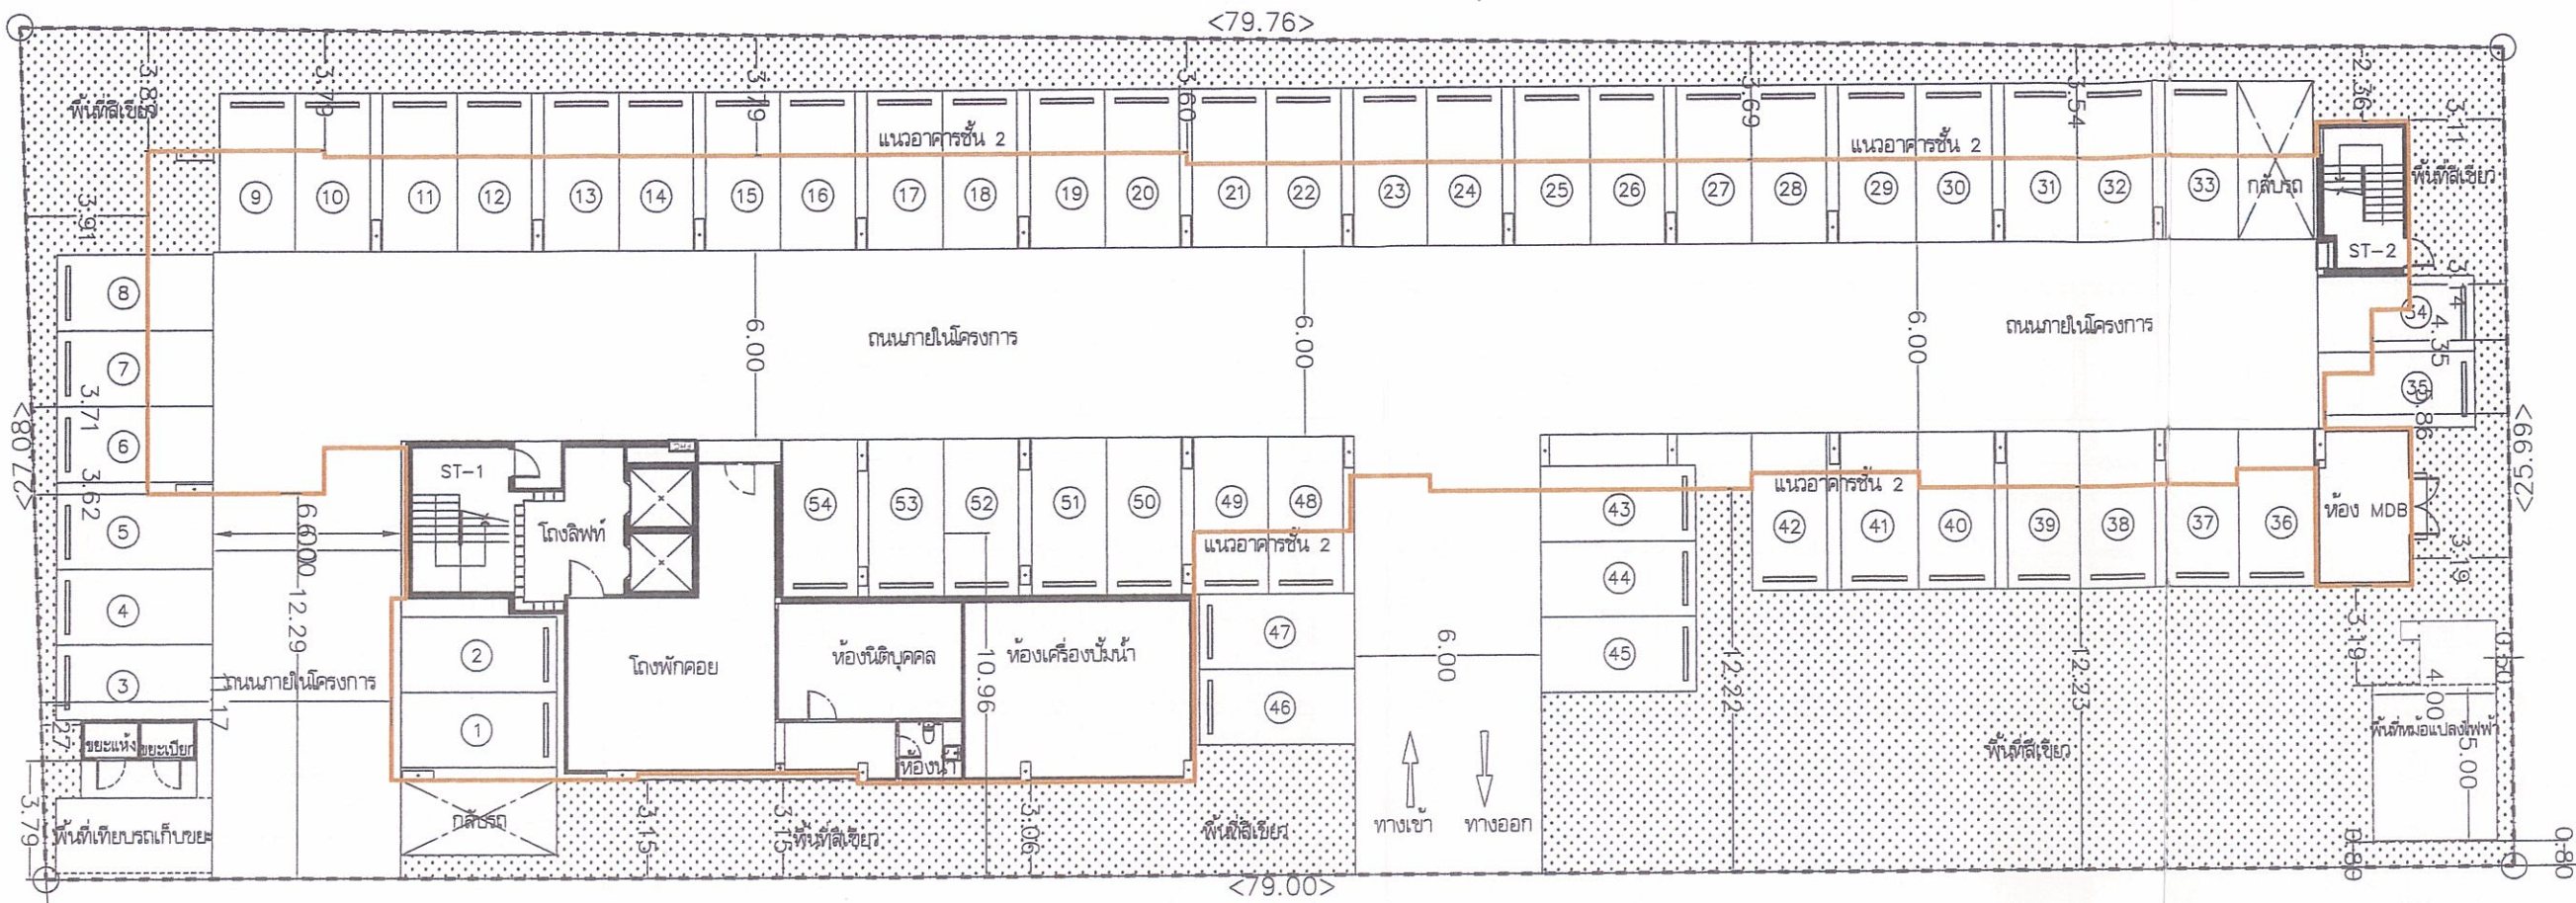 <79.76>
3.79
3.79
3.60
3.69
3.54
2.36
3.11
พื้นที่สีเขียว
แนวอาคารชั้น 2
แนวอาคารชั้น 2
9 10 11 12 13 14 15 16 17 18 19 20 21 22 23 24 25 26 27 28 29 30 31 32 33 กลับรถ
พื้นที่สีเขียว
3.91
ST-2
8
7
6
5
4
3
3.71
3.62
<27.08>
6.00
6.00
6.00
ถนนภายในโครงการ
ถนนภายในโครงการ
34
35
4.35
<25.99>
ST-1
โถงลิฟท์
54 53 52 51 50 49 48
แนวอาคารชั้น 2
43
44
45
แนวอาคารชั้น 2
42 41 40 39 38 37 36
ห้อง MDB
3.19
3.19
12.29
10.96
6.00
12.22
12.23
0.50
4.00
5.00
2
1
โถงพักคอย
ห้องนิติบุคคล
ห้องเครื่องปั้มน้ำ
47
46
ถนนภายในโครงการ
พื้นที่สีเขียว
พื้นที่หม้อแปลงไฟฟ้า
ขยะแห้ง
ขยะเปียก
ห้องน้ำ
3.79
พื้นที่เทียบรถเก็บขยะ
กลับรถ
3.15
3.15
พื้นที่สีเขียว
3.06
พื้นที่สีเขียว
ทางเข้า
ทางออก
0.80
0.80
<79.00>